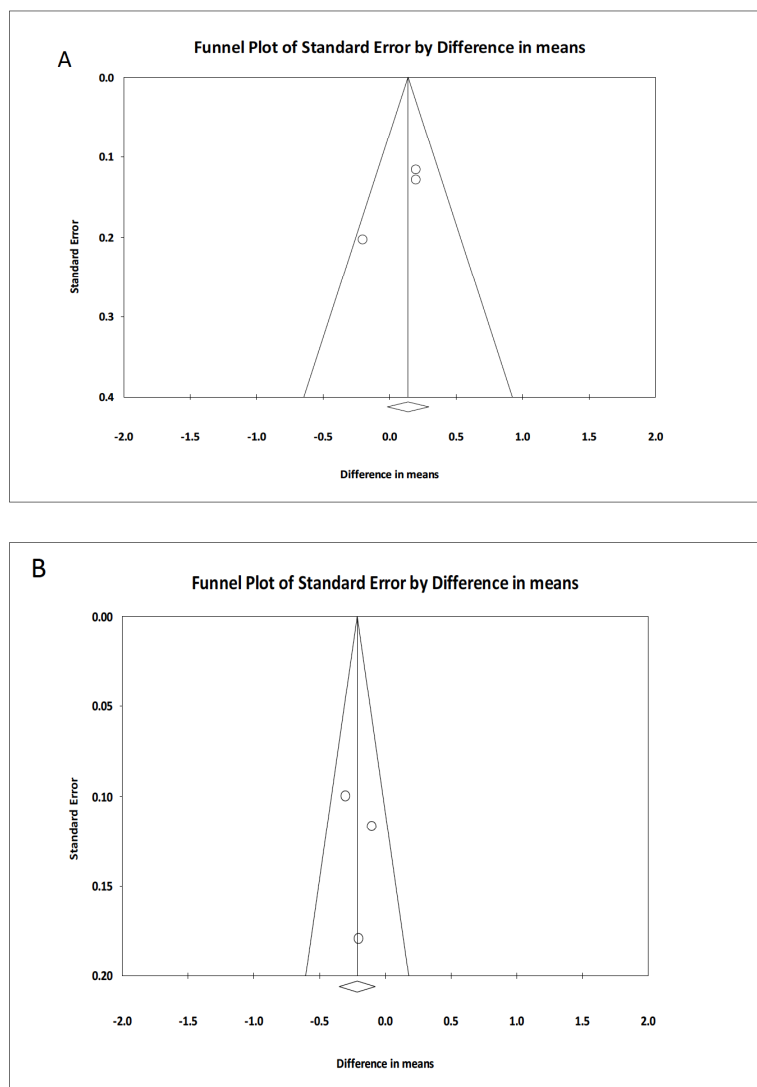 A
Funnel Plot of Standard Error by Difference in means
0.0
0.1
0.2
0.3
0.4
Standard Error
-2.0 -1.5 -1.0 -0.5 0.0 0.5 1.0 1.5 2.0
Difference in means
B
Funnel Plot of Standard Error by Difference in means
0.00
0.05
0.10
0.15
0.20
Standard Error
-2.0 -1.5 -1.0 -0.5 0.0 0.5 1.0 1.5 2.0
Difference in means